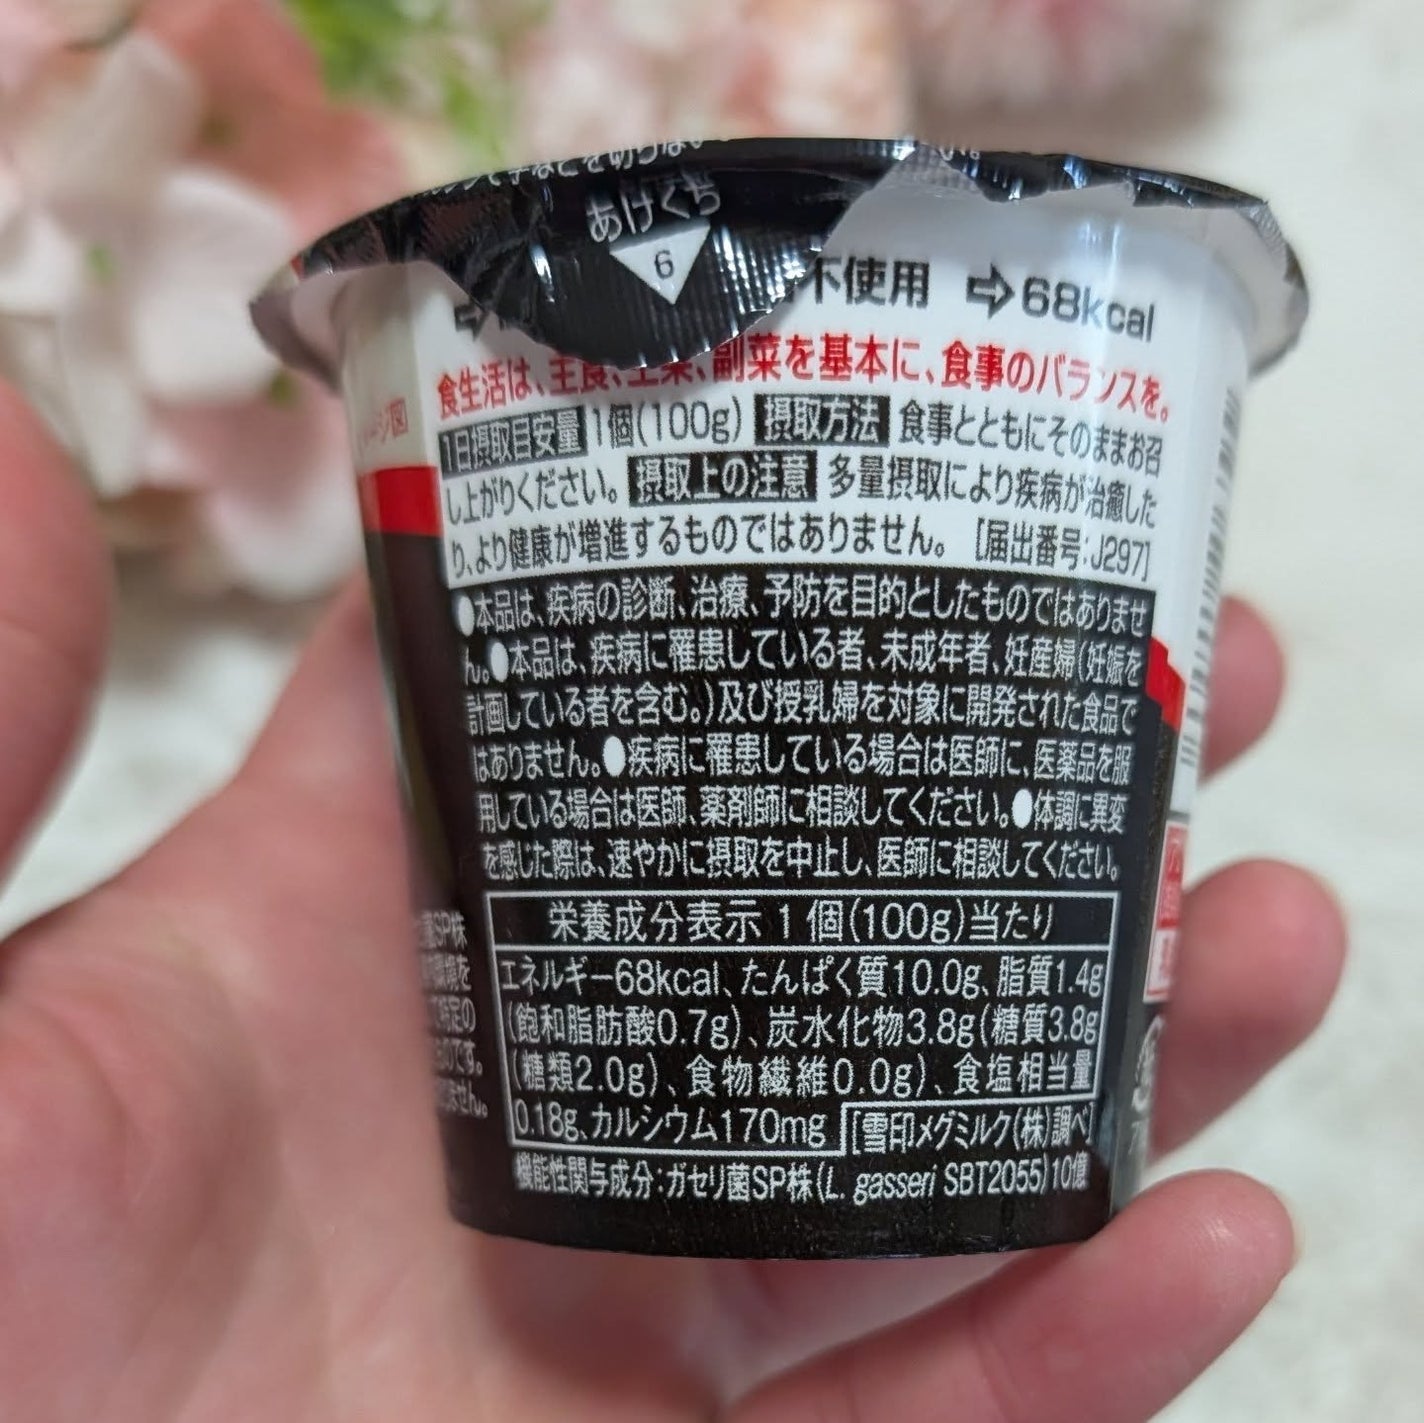 あけくち
6
不使用 ⇨68kcal
食生活は、主食、主菜、副菜を基本に、食事のバランスを。
1日摂取目安量 1個(100g) 摂取方法 食事とともにそのままお召
し上がりください。 摂取上の注意 多量摂取により疾病が治癒した
り、より健康が増進するものではありません。 [届出番号:J297]
●本品は、疾病の診断、治療、予防を目的としたものではありませ
ん。●本品は、疾病に罹患している者、未成年者、妊産婦(妊娠を
計画している者を含む。)及び授乳婦を対象に開発された食品で
はありません。●疾病に罹患している場合は医師に、医薬品を服
用している場合は医師、薬剤師に相談してください。●体調に異変
を感じた際は、速やかに摂取を中止し、医師に相談してください。
栄養成分表示 1 個(100g)当たり
エネルギー68kcal、たんぱく質10.0g、脂質1.4g
(飽和脂肪酸0.7g)、炭水化物3.8g(糖質3.8g
(糖類2.0g)、食物繊維0.0g)、食塩相当量
0.18g、カルシウム170mg [雪印メグミルク(株)調べ]
機能性関与成分:ガセリ菌SP株(L. gasseri SBT2055)10億
SP株